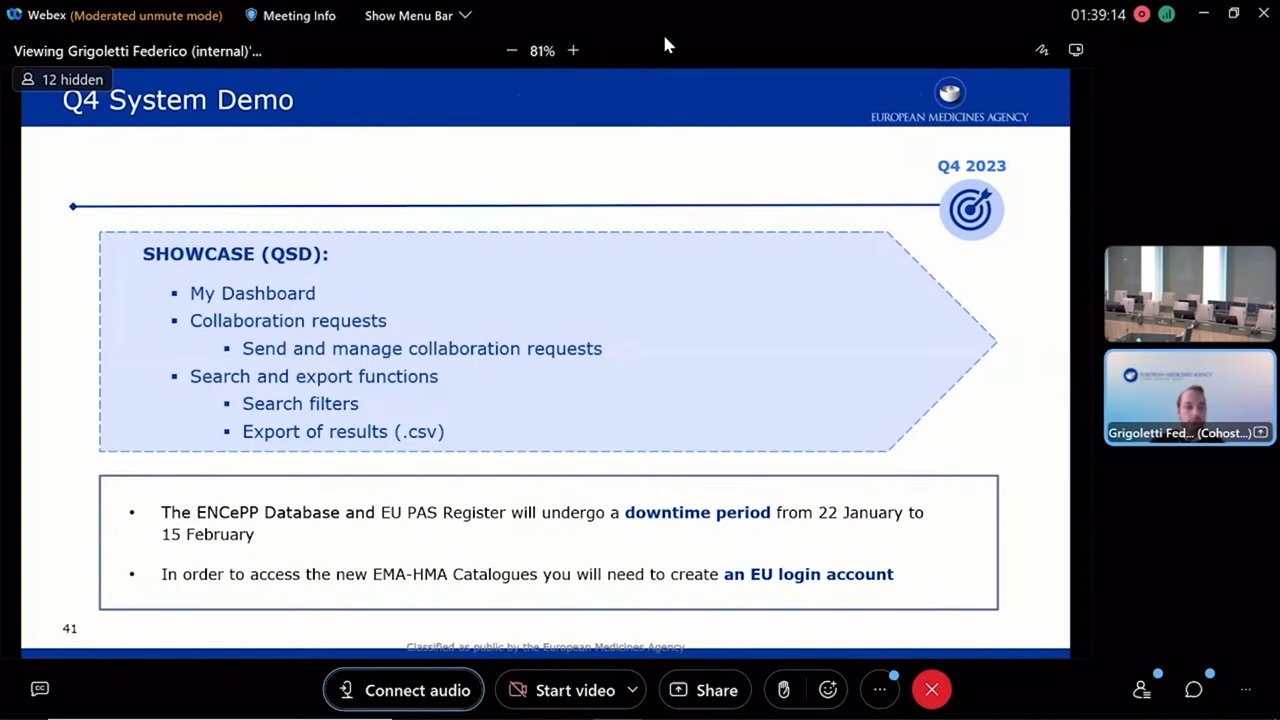 Webex (Moderated unmute mode) Meeting Info Show Menu Bar 01:39:14
Viewing Grigoletti Federico (internal)'... 81%
12 hidden
Q4 System Demo
EUROPEAN MEDICINES AGENCY
Q4 2023
SHOWCASE (QSD):
▪ My Dashboard
▪ Collaboration requests
▪ Send and manage collaboration requests
▪ Search and export functions
▪ Search filters
▪ Export of results (.csv)
• The ENCePP Database and EU PAS Register will undergo a downtime period from 22 January to
15 February
• In order to access the new EMA-HMA Catalogues you will need to create an EU login account
41
Classified as public by the European Medicines Agency
EUROPEAN MEDICINES AGENCY
Grigoletti Fed... (Cohost...)
CC Connect audio Start video Share